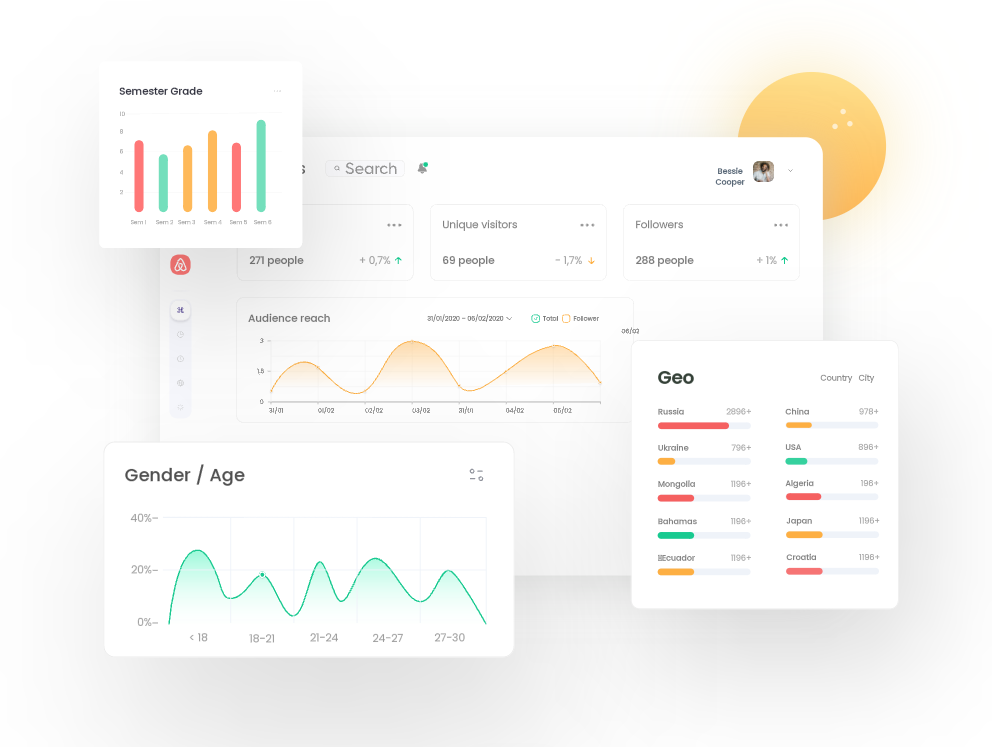 Semester Grade
10
8
6
4
2
Sem 1 Sem 2 Sem 3 Sem 4 Sem 5 Sem 6
s
Search
Bessie
Cooper
271 people
+ 0,7%
Unique visitors
69 people
- 1,7%
Followers
288 people
+ 1%
Audience reach
31/01/2020 - 06/02/2020
Total
Follower
06/02
3
1,5
0
31/01 01/02 02/02 03/02 31/01 04/02 05/02
Geo
Country City
Russia 2896+
China 978+
Ukraine 796+
USA 896+
Mongolia 1196+
Algeria 196+
Bahamas 1196+
Japan 1196+
Ecuador 1196+
Croatia 1196+
Gender / Age
40%–
20%–
0%–
< 18 18–21 21–24 24–27 27–30